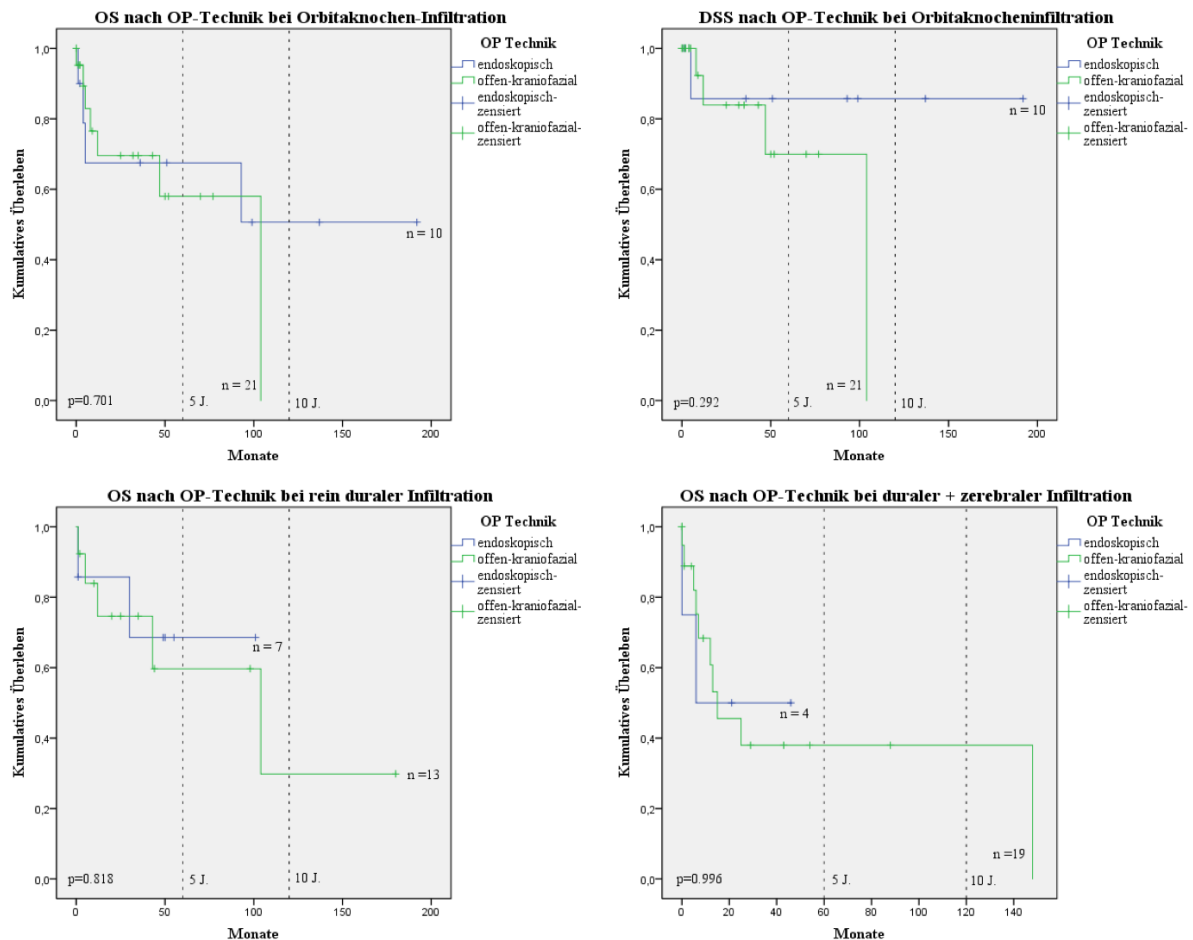 OS nach OP-Technik bei Orbitaknochen-Infiltration
OP Technik
endoskopisch
offen-kraniofazial
endoskopisch-
zensiert
offen-kraniofazial-
zensiert
Kumulatives Überleben
1,0
0,8
0,6
0,4
0,2
0,0
n = 10
n = 21
p=0.701
5 J.
10 J.
0
50
100
150
200
Monate
DSS nach OP-Technik bei Orbitaknocheninfiltration
OP Technik
endoskopisch
offen-kraniofazial
endoskopisch-
zensiert
offen-kraniofazial-
zensiert
Kumulatives Überleben
1,0
0,8
0,6
0,4
0,2
0,0
n = 10
n = 21
p=0.292
5 J.
10 J.
0
50
100
150
200
Monate
OS nach OP-Technik bei rein duraler Infiltration
OP Technik
endoskopisch
offen-kraniofazial
endoskopisch-
zensiert
offen-kraniofazial-
zensiert
Kumulatives Überleben
1,0
0,8
0,6
0,4
0,2
0,0
n = 7
n =13
p=0.818
5 J.
10 J.
0
50
100
150
200
Monate
OS nach OP-Technik bei duraler + zerebraler Infiltration
OP Technik
endoskopisch
offen-kraniofazial
endoskopisch-
zensiert
offen-kraniofazial-
zensiert
Kumulatives Überleben
1,0
0,8
0,6
0,4
0,2
0,0
n = 4
n =19
p=0.996
5 J.
10 J.
0
20
40
60
80
100
120
140
Monate